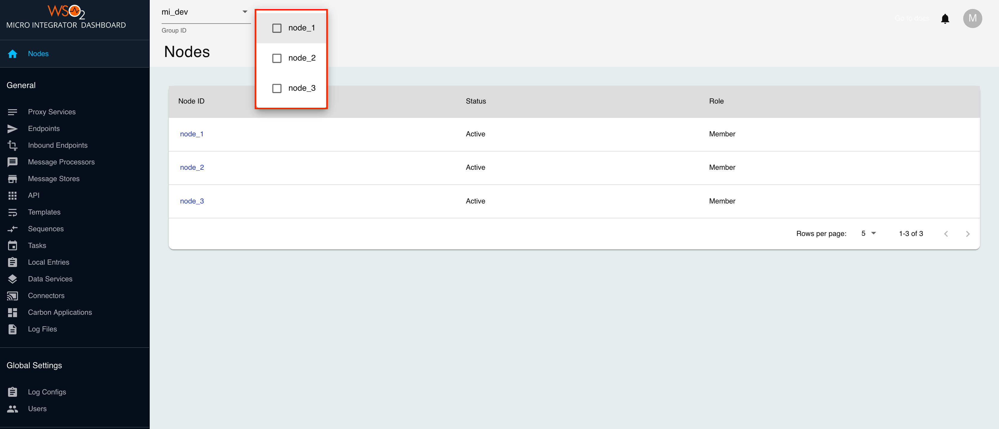 WSO2
MICRO INTEGRATOR DASHBOARD
Nodes
General
Proxy Services
Endpoints
Inbound Endpoints
Message Processors
Message Stores
API
Templates
Sequences
Tasks
Local Entries
Data Services
Connectors
Carbon Applications
Log Files
Global Settings
Log Configs
Users
mi_dev
Group ID
node_1
node_2
node_3
Go to docs
M
Nodes
Node ID Status Role
node_1 Active Member
node_2 Active Member
node_3 Active Member
Rows per page: 5 1-3 of 3